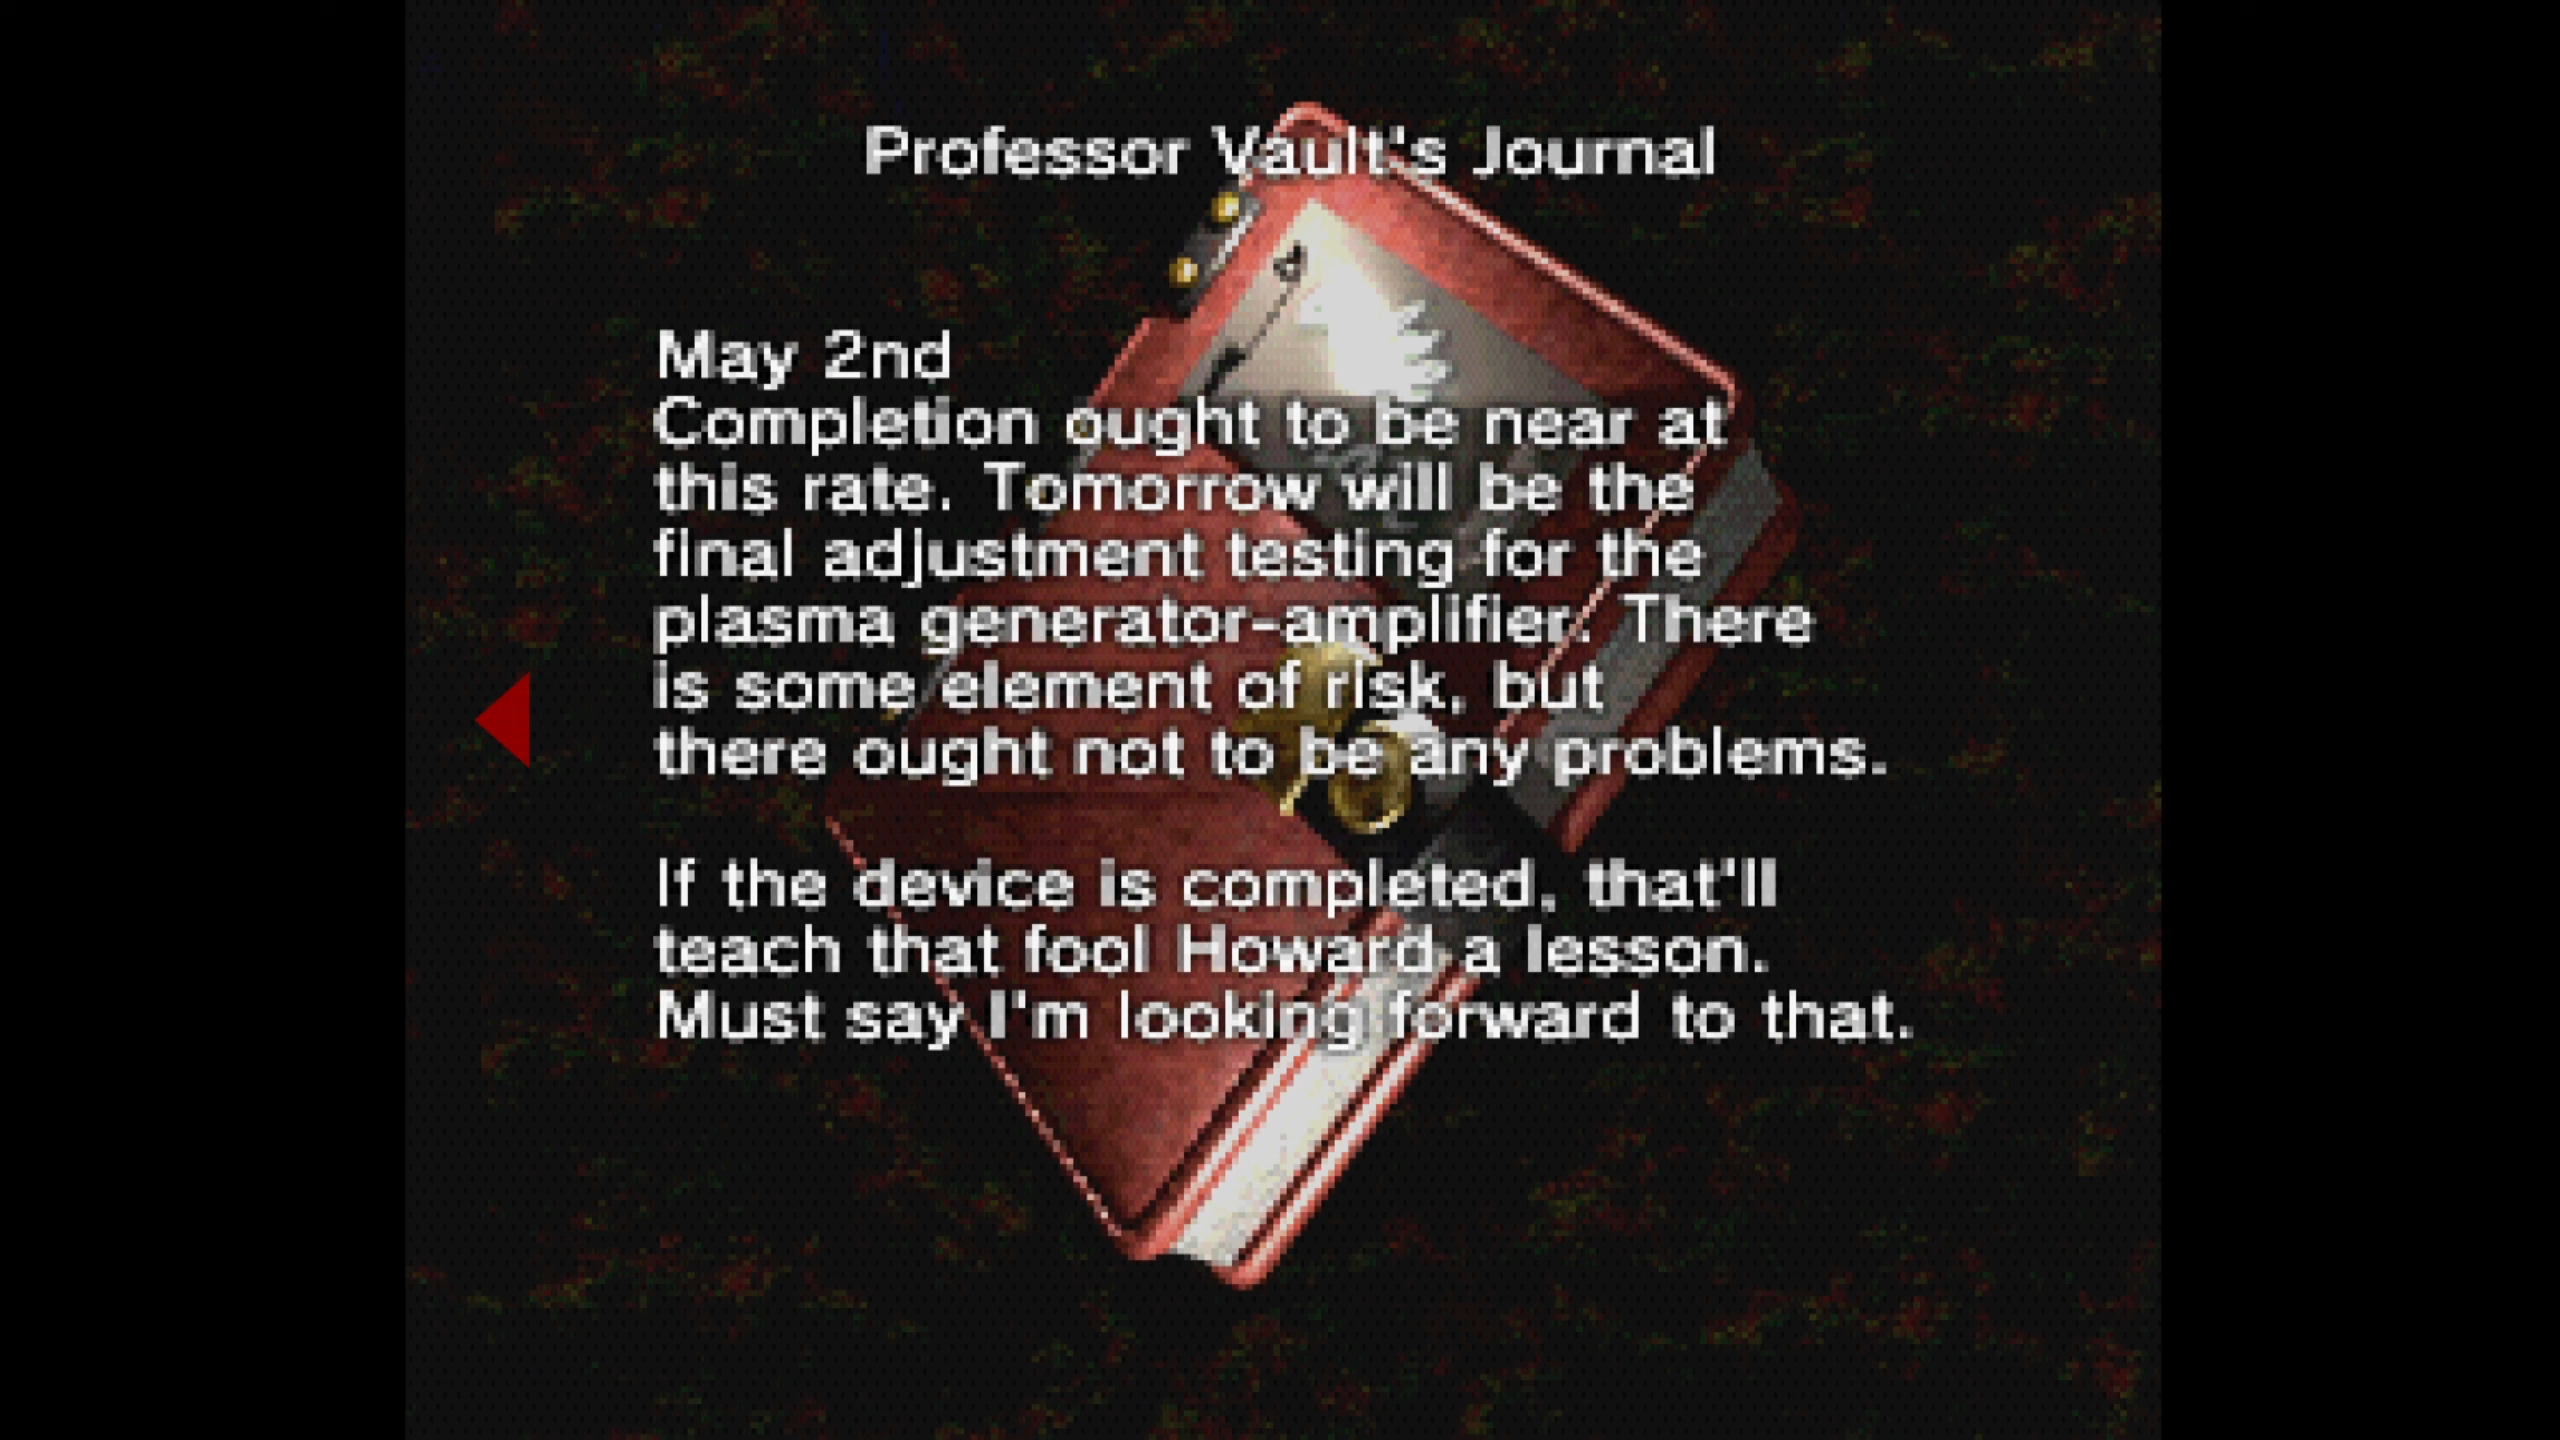 Professor Vault's Journal
May 2nd
Completion ought to be near at
this rate. Tomorrow will be the
final adjustment testing for the
plasma generator-amplifier. There
is some element of risk, but
there ought not to be any problems.
If the device is completed, that'll
teach that fool Howard a lesson.
Must say I'm looking forward to that.